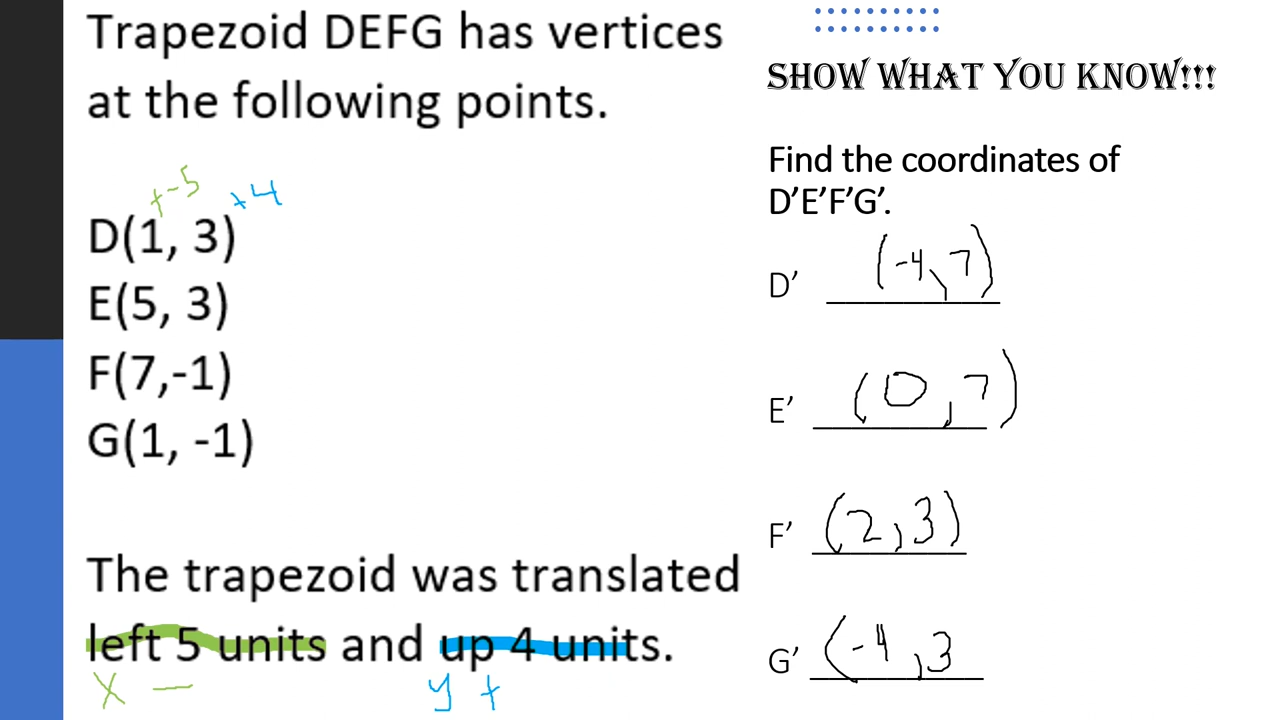 Trapezoid DEFG has vertices
at the following points.
+-5 +4
D(1, 3)
E(5, 3)
F(7,-1)
G(1, -1)
The trapezoid was translated
left 5 units and up 4 units.
x − y +
SHOW WHAT YOU KNOW!!!
Find the coordinates of
D'E'F'G'.
D' (-4, 7)
E' (0, 7)
F' (2, 3)
G' (-4, 3